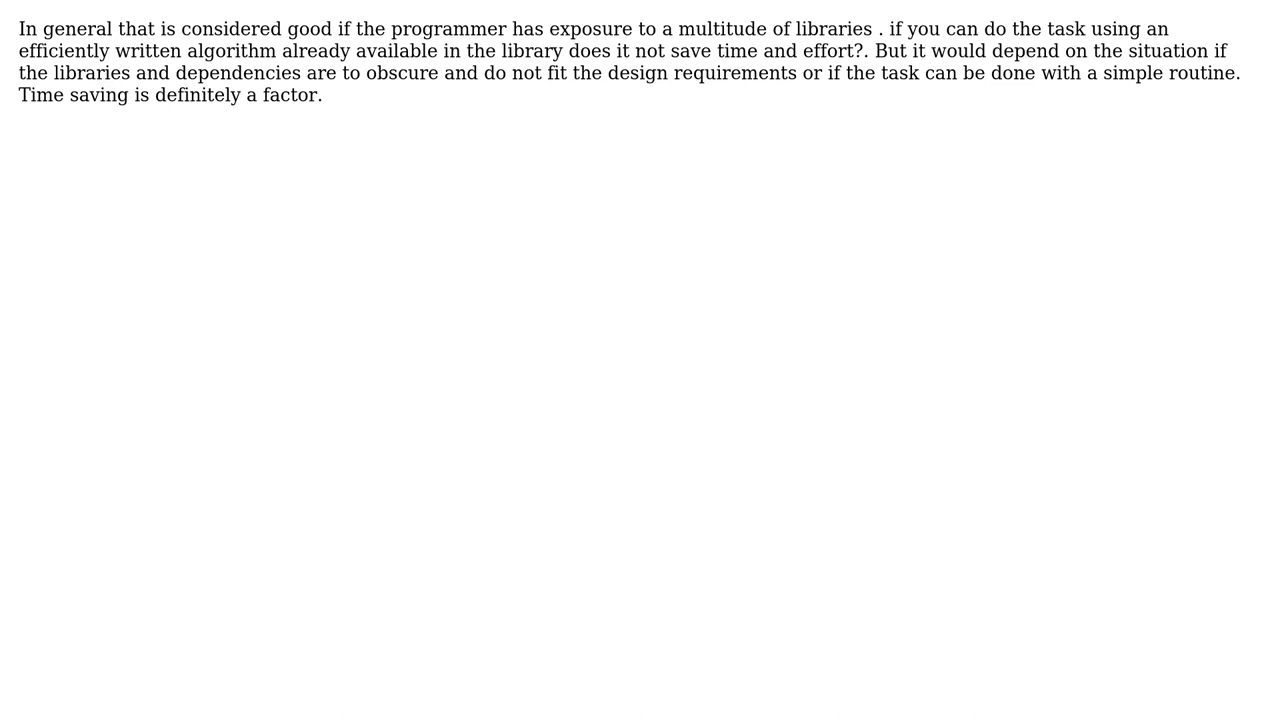 In general that is considered good if the programmer has exposure to a multitude of libraries . if you can do the task using an
efficiently written algorithm already available in the library does it not save time and effort?. But it would depend on the situation if
the libraries and dependencies are to obscure and do not fit the design requirements or if the task can be done with a simple routine.
Time saving is definitely a factor.